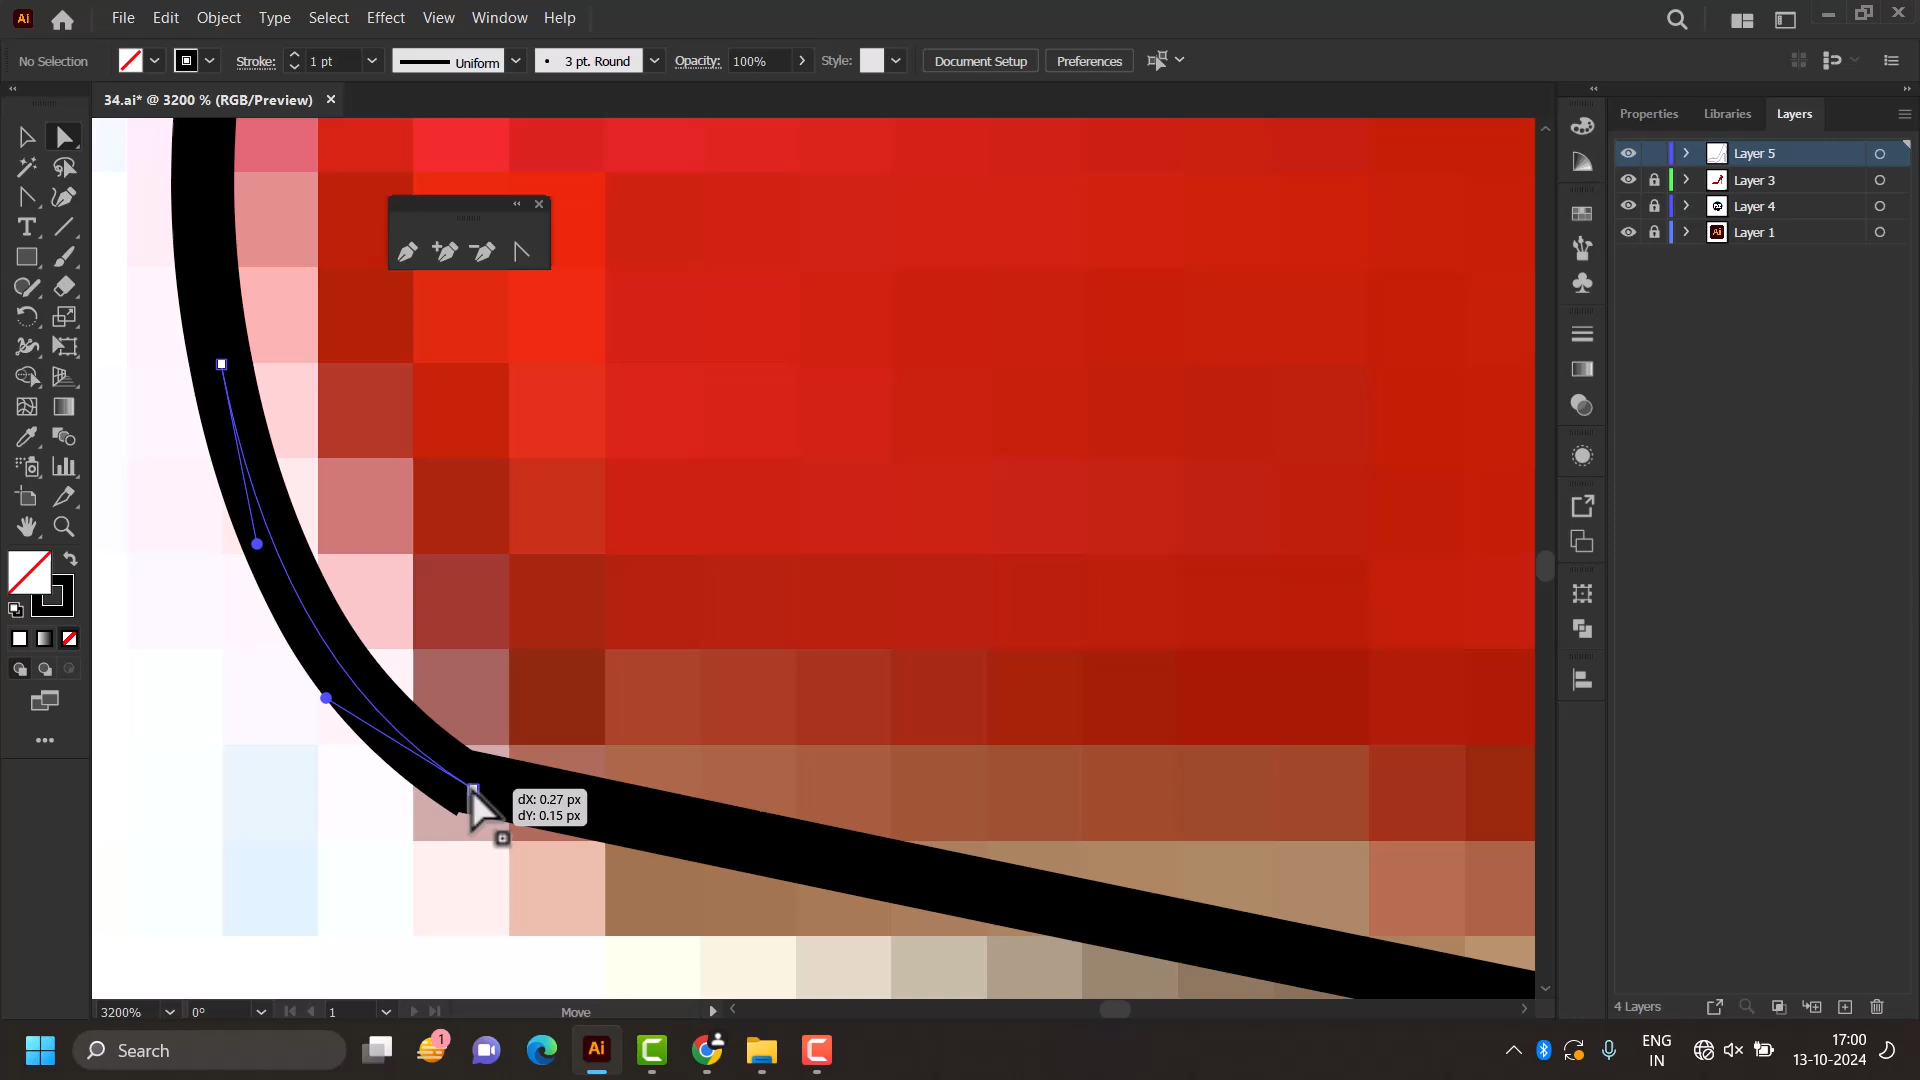 Ai File Edit Object Type Select Effect View Window Help
No Selection Stroke: 1 pt Uniform 3 pt. Round Opacity: 100% Style: Document Setup Preferences
34.ai* @ 3200 % (RGB/Preview)
Properties Libraries Layers
Layer 5
Layer 3
Layer 4
Ai Layer 1
T
dX: 0.27 px
dY: 0.15 px
3200% 0° 1 Move
4 Layers
Search 1 Ai
ENG
IN
17:00
13-10-2024